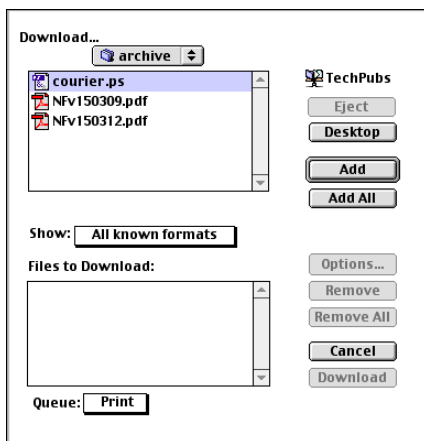 Download...
archive
courier.ps
NFv150309.pdf
NFv150312.pdf
TechPubs
Eject
Desktop
Add
Add All
Show: All known formats
Files to Download:
Options...
Remove
Remove All
Cancel
Download
Queue: Print